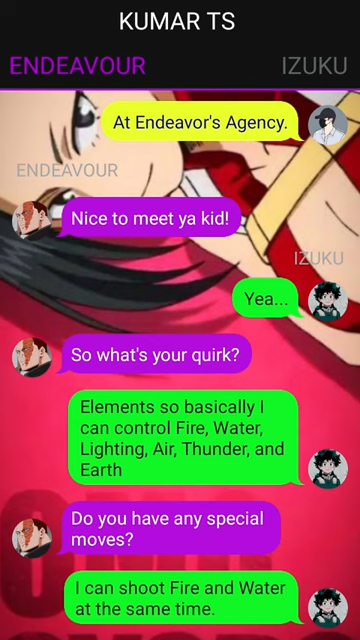 KUMAR TS
ENDEAVOUR
IZUKU
At Endeavor's Agency.
ENDEAVOUR
Nice to meet ya kid!
IZUKU
Yea...
So what's your quirk?
Elements so basically I
can control Fire, Water,
Lighting, Air, Thunder, and
Earth
Do you have any special
moves?
I can shoot Fire and Water
at the same time.